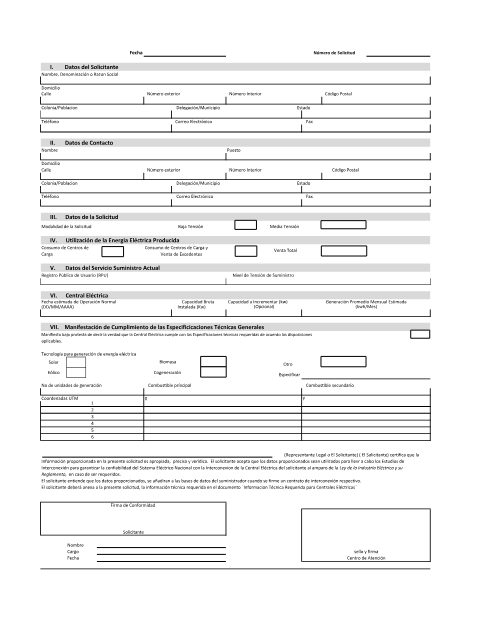 Fecha Número de Solicitud
I. Datos del Solicitante
Nombre, Denominación o Razon Social
Domicilio
Calle Número exterior Número Interior Código Postal
Colonia/Poblacion Delegación/Municipio Estado
Teléfono Correo Electrónico Fax
II. Datos de Contacto
Nombre Puesto
Domicilio
Calle Número exterior Número Interior Código Postal
Colonia/Poblacion Delegación/Municipio Estado
Teléfono Correo Electrónico Fax
III. Datos de la Solicitud
Modalidad de la Solicitud Baja Tensión Media Tensión
IV. Utilización de la Energía Eléctrica Producida
Consumo de Centros de Carga Consumo de Centros de Carga y Venta de Excedentes Venta Total
V. Datos del Servicio Suministro Actual
Registro Público de Usuario (RPU) Nivel de Tensión de Suministro
VI. Central Eléctrica
Fecha estimada de Operación Normal Capacidad Bruta Capacidad a Incrementar (Kw) Generación Promedio Mensual Estimada
(DD/MM/AAAA) Instalada (Kw) (Opcional) (kwh/Mes)
VII. Manifestación de Cumplimiento de las Especificicaciones Técnicas Generales
Manifiesto bajo protesta de decir la verdad que la Central Eléctrica cumple con las Especificaciones técnicas requeridas de acuerdo las disposiciones
aplicables.
Tecnología para generación de energía eléctrica
Solar Biomasa Otro
Eólico Cogeneración Especificar
No de unidades de generación Combustible principal Combustible secundario
Coordenadas UTM X Y
1
2
3
4
5
6
(Representante Legal o El Solicitante) ( El Solicitante) certifica que la
información proporcionada en la presente solicitud es apropiada, precisa y verídica. El solicitante acepta que los datos proporcionados sean utilizados para llevar a cabo los Estudios de
Interconexión para garantizar la confiabilidad del Sistema Eléctrico Nacional con la interconexion de la Central Eléctrica del solicitante al amparo de la Ley de la Industria Eléctrica y su
Reglamento, en caso de ser requeridos.
El solicitante entiende que los datos proporcionados, se añadiran a las bases de datos del suministrador cuando se firme un contrato de interconexión respectivo.
El solicitante deberá anexa a la presente solicitud, la información técnica requerida en el documento Informacion Técnica Requerida para Centrales Eléctricas
Firma de Conformidad
Solicitante
Nombre
Cargo sello y firma
Fecha Centro de Atención